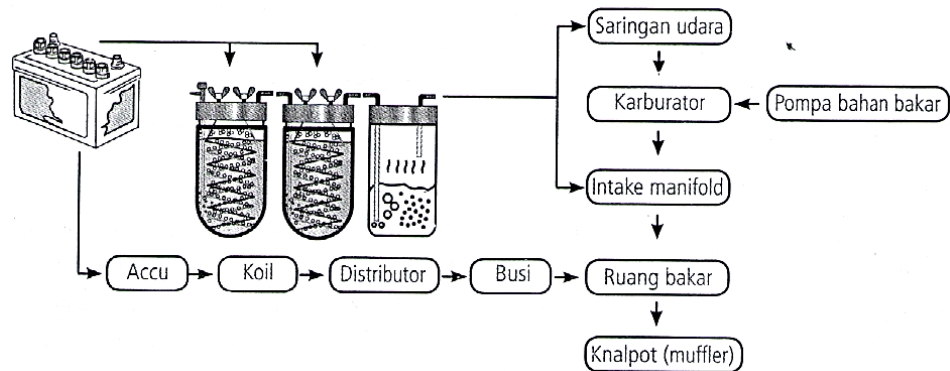 Saringan udara
Karburator
Pompa bahan bakar
Intake manifold
Accu
Koil
Distributor
Busi
Ruang bakar
Knalpot (muffler)